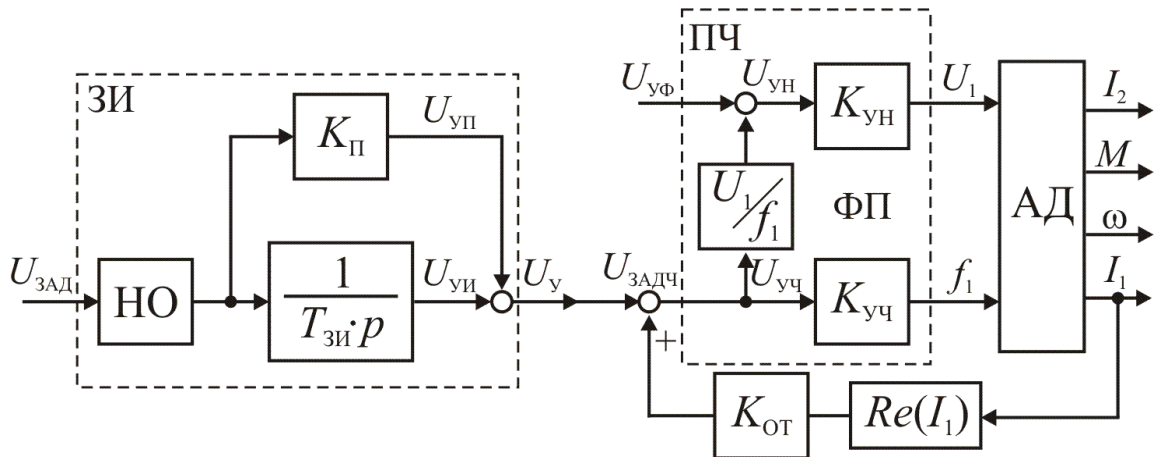 ПЧ
ЗИ
U_УП
K_П
U_ЗАД
НО
1
T_ЗИ·p
U_УИ
U_У
U_ЗАДЧ
+
U_УФ
U_УН
K_УН
U_1
U_1/f_1
ФП
U_УЧ
K_УЧ
f_1
АД
I_2
M
ω
I_1
K_ОТ
Re(I_1)